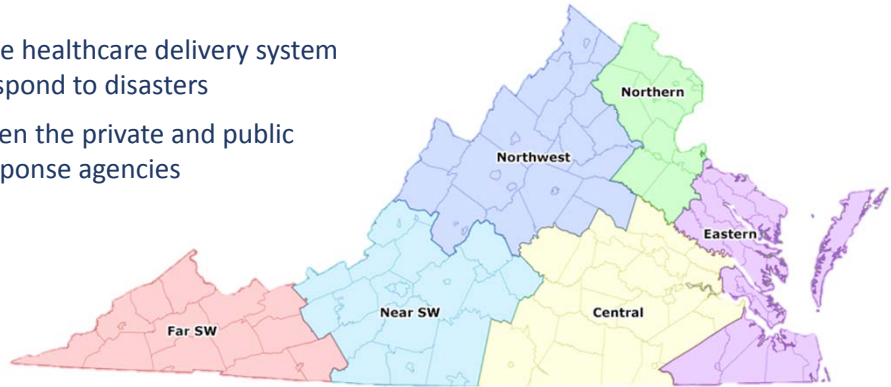 e healthcare delivery system
spond to disasters
en the private and public
ponse agencies
Northern
Northwest
Eastern
Near SW
Central
Far SW